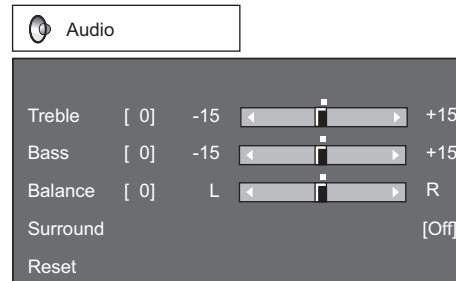 Audio
Treble [ 0] -15 +15
Bass [ 0] -15 +15
Balance [ 0] L R
Surround [Off]
Reset